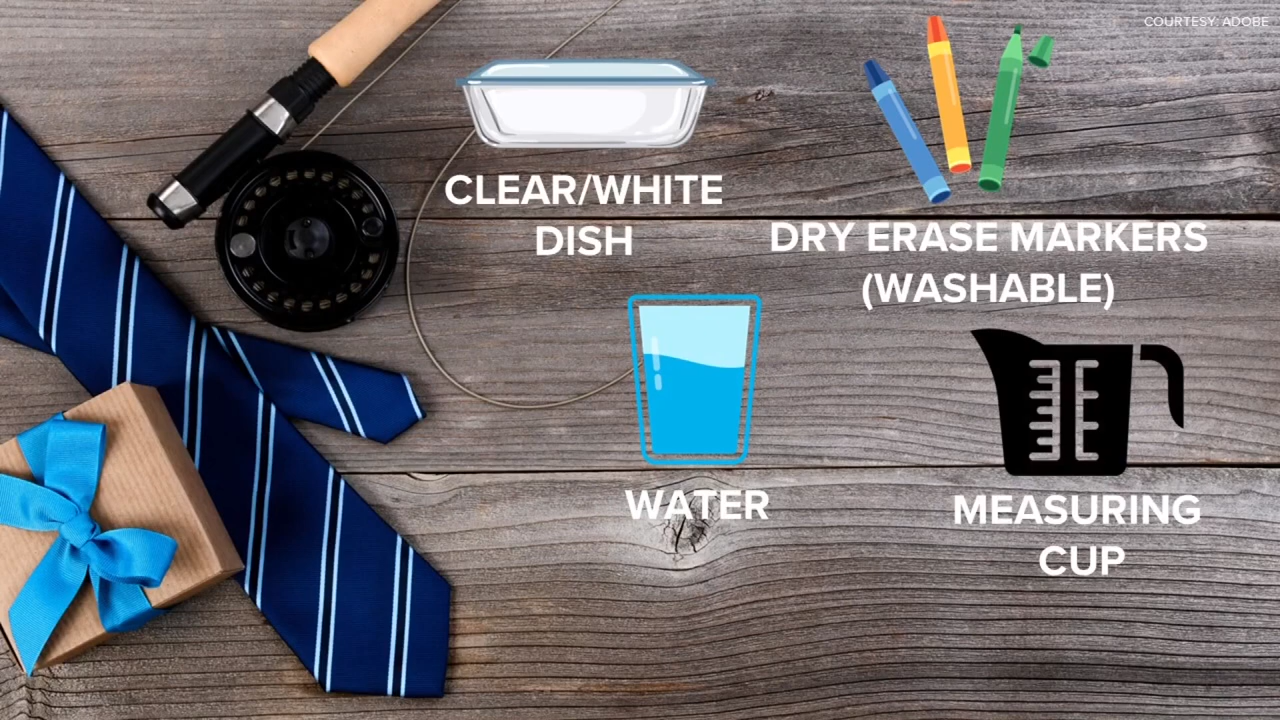 COURTESY: ADOBE
CLEAR/WHITE
DISH
DRY ERASE MARKERS
(WASHABLE)
WATER
MEASURING
CUP